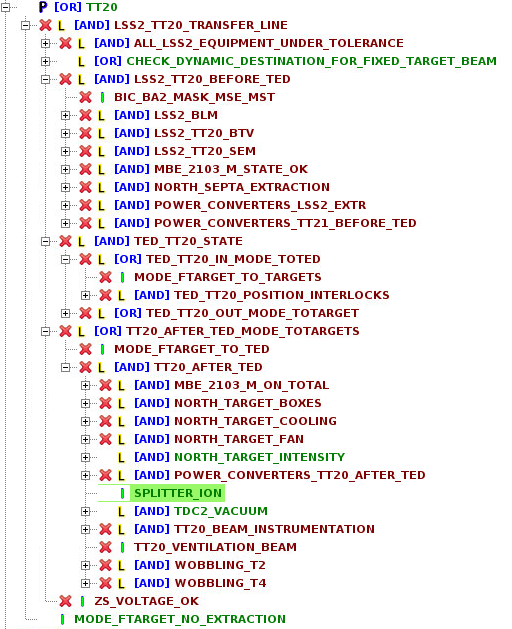 P [OR] TT20
L [AND] LSS2_TT20_TRANSFER_LINE
L [AND] ALL_LSS2_EQUIPMENT_UNDER_TOLERANCE
L [OR] CHECK_DYNAMIC_DESTINATION_FOR_FIXED_TARGET_BEAM
L [AND] LSS2_TT20_BEFORE_TED
I BIC_BA2_MASK_MSE_MST
L [AND] LSS2_BLM
L [AND] LSS2_TT20_BTV
L [AND] LSS2_TT20_SEM
L [AND] MBE_2103_M_STATE_OK
L [AND] NORTH_SEPTA_EXTRACTION
L [AND] POWER_CONVERTERS_LSS2_EXTR
L [AND] POWER_CONVERTERS_TT21_BEFORE_TED
L [AND] TED_TT20_STATE
L [OR] TED_TT20_IN_MODE_TOTED
I MODE_FTARGET_TO_TARGETS
L [AND] TED_TT20_POSITION_INTERLOCKS
L [OR] TED_TT20_OUT_MODE_TOTARGET
L [OR] TT20_AFTER_TED_MODE_TOTARGETS
I MODE_FTARGET_TO_TED
L [AND] TT20_AFTER_TED
L [AND] MBE_2103_M_ON_TOTAL
L [AND] NORTH_TARGET_BOXES
L [AND] NORTH_TARGET_COOLING
L [AND] NORTH_TARGET_FAN
L [AND] NORTH_TARGET_INTENSITY
L [AND] POWER_CONVERTERS_TT20_AFTER_TED
I SPLITTER_ION
L [AND] TDC2_VACUUM
L [AND] TT20_BEAM_INSTRUMENTATION
I TT20_VENTILATION_BEAM
L [AND] WOBBLING_T2
L [AND] WOBBLING_T4
I ZS_VOLTAGE_OK
I MODE_FTARGET_NO_EXTRACTION